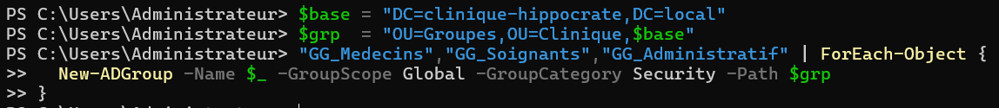 PS C:\Users\Administrateur> $base = "DC=clinique-hippocrate,DC=local"
PS C:\Users\Administrateur> $grp  = "OU=Groupes,OU=Clinique,$base"
PS C:\Users\Administrateur> "GG_Medecins","GG_Soignants","GG_Administratif" | ForEach-Object {
>>   New-ADGroup -Name $_ -GroupScope Global -GroupCategory Security -Path $grp
>> }